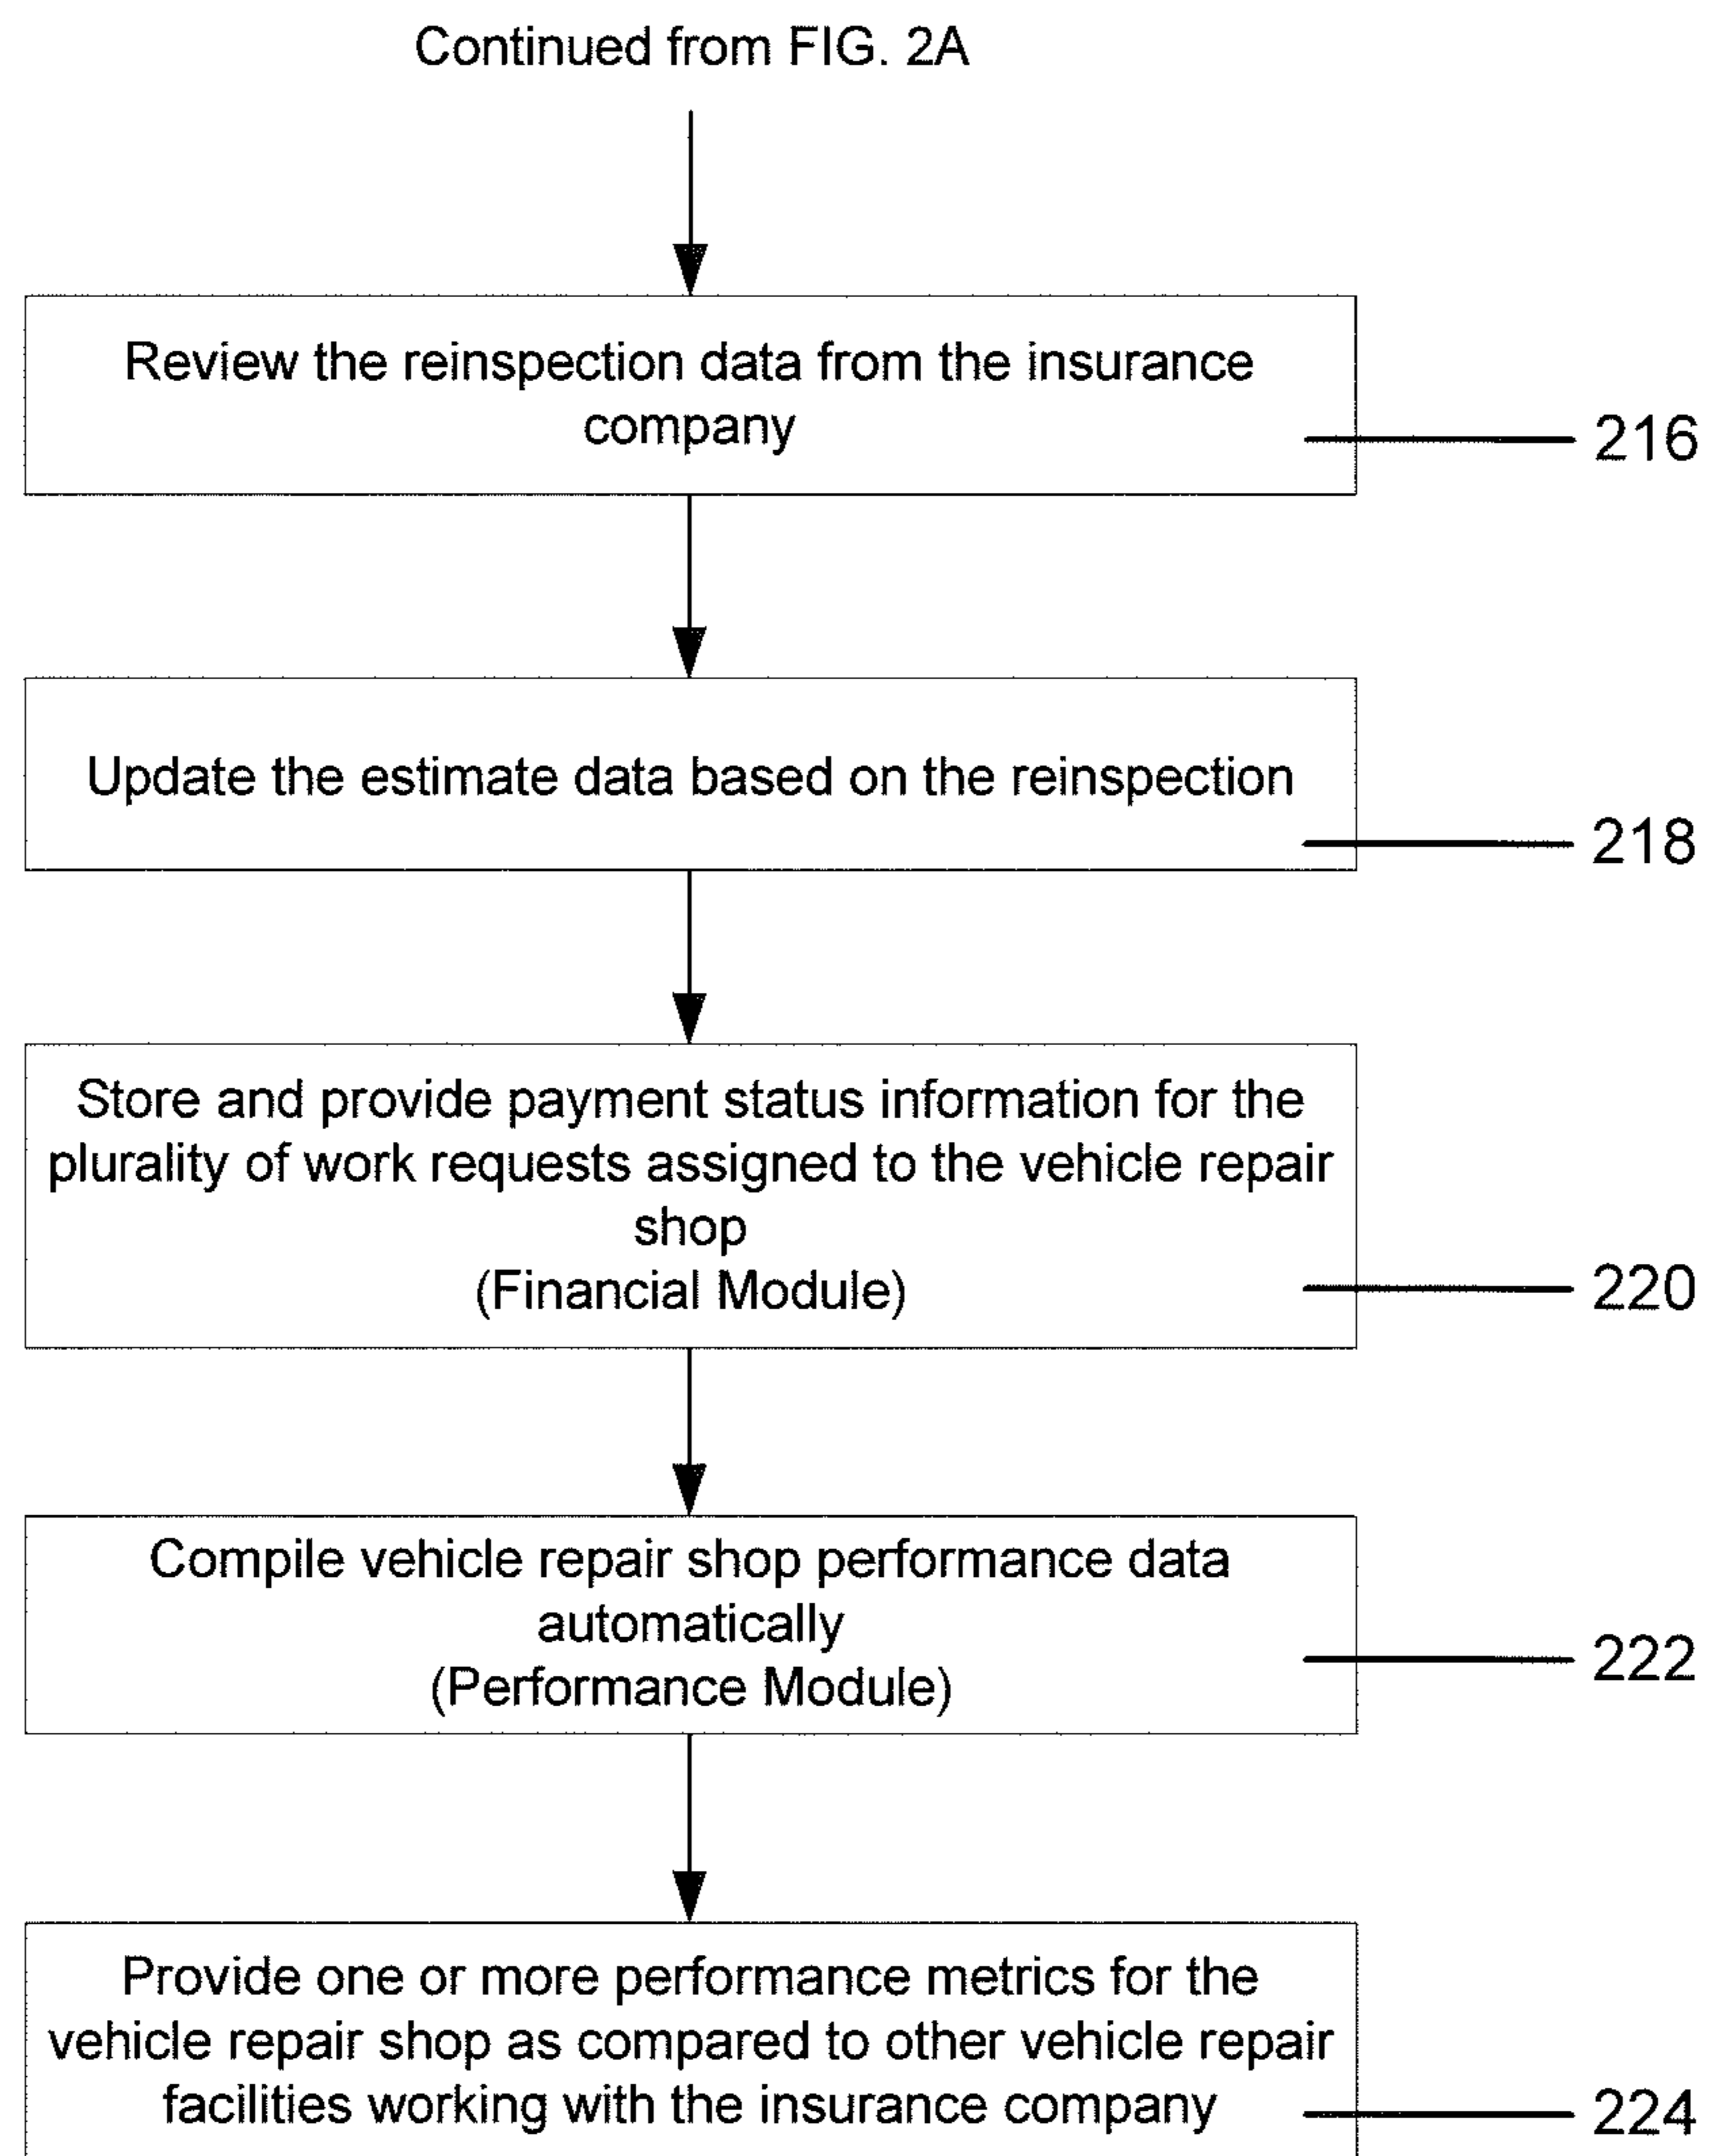 Continued from FIG. 2A
Review the reinspection data from the insurance
company
216
Update the estimate data based on the reinspection
218
Store and provide payment status information for the
plurality of work requests assigned to the vehicle repair
shop
(Financial Module)
220
Compile vehicle repair shop performance data
automatically
(Performance Module)
222
Provide one or more performance metrics for the
vehicle repair shop as compared to other vehicle repair
facilities working with the insurance company
224